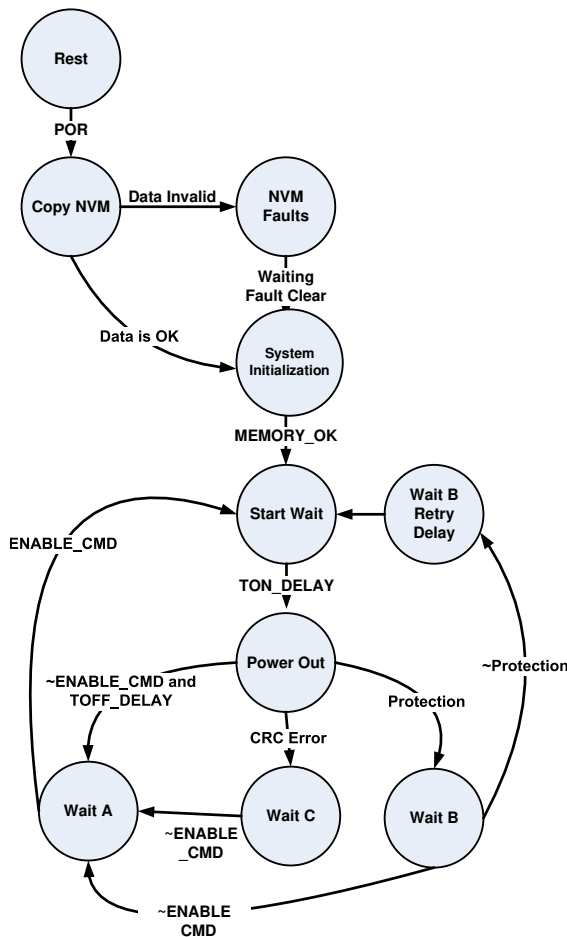 Rest
POR
Copy NVM
Data Invalid
NVM
Faults
Waiting
Fault Clear
Data is OK
System
Initialization
MEMORY_OK
Start Wait
Wait B
Retry
Delay
ENABLE_CMD
TON_DELAY
Power Out
~ENABLE_CMD and
TOFF_DELAY
~Protection
Protection
CRC Error
Wait A
Wait C
Wait B
~ENABLE
_CMD
~ENABLE
CMD